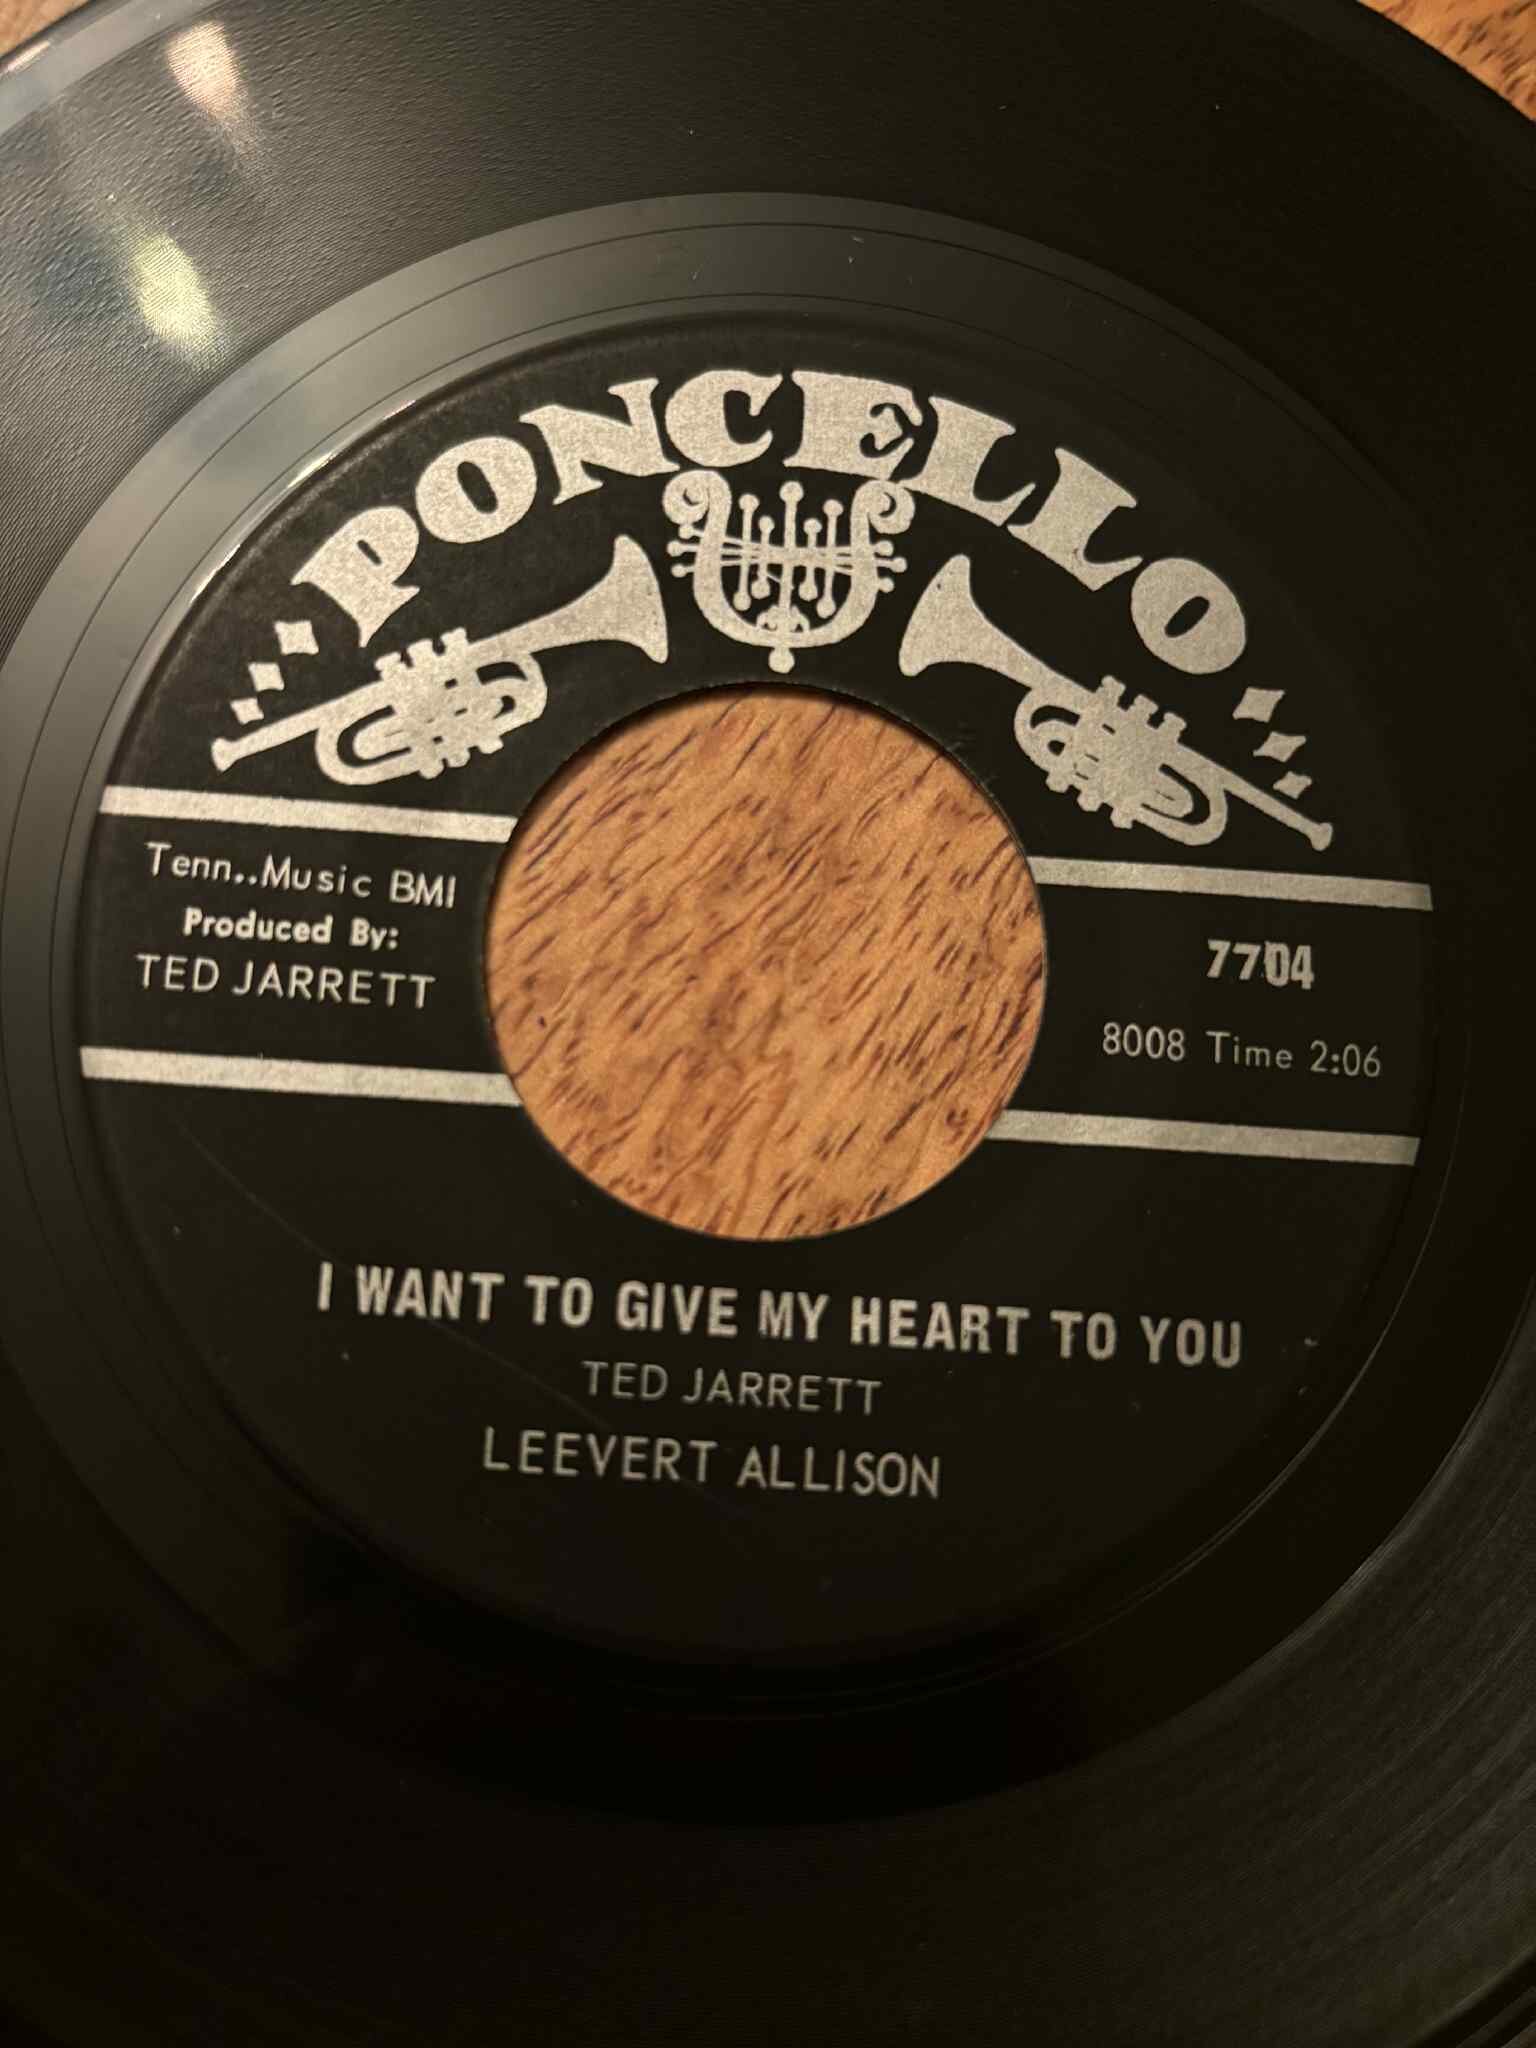 PONCELLO
Tenn..Music BMI
Produced By:
TED JARRETT
7704
8008 Time 2:06
I WANT TO GIVE MY HEART TO YOU
TED JARRETT
LEEVERT ALLISON